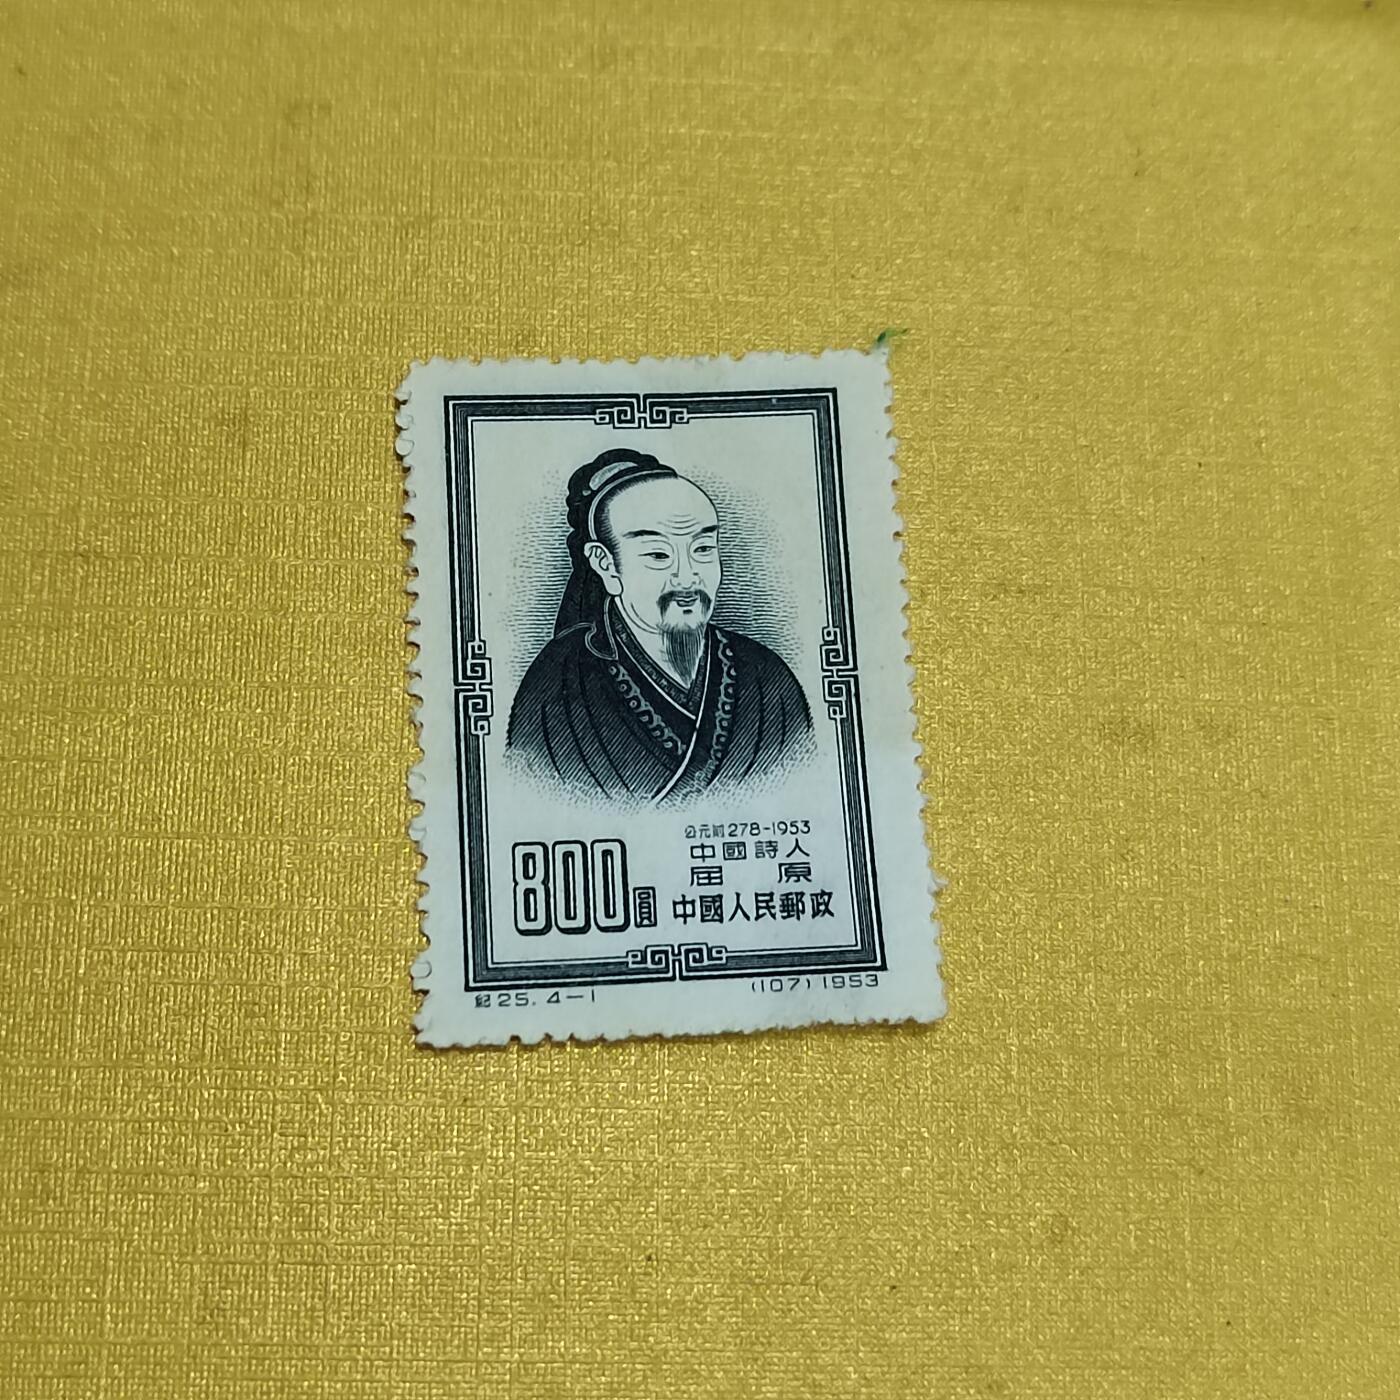 公元前278-1953
中國詩人
屈原
800圓
中國人民郵政
紀25.4-1
(107)1953